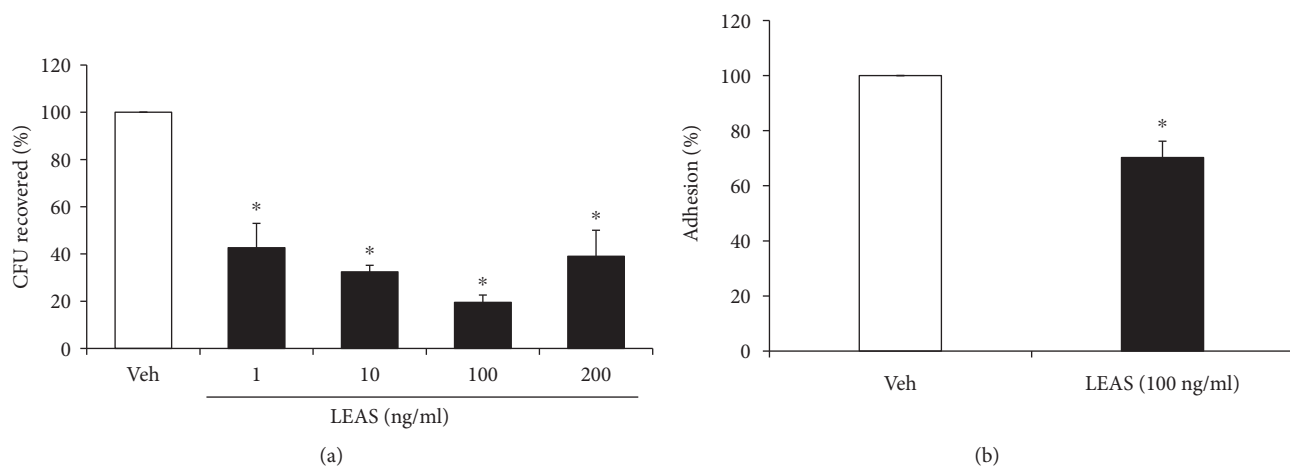 CFU recovered (%)
120
100
80
60
40
20
0
*
*
*
*
Veh
1
10
100
200
LEAS (ng/ml)
(a)
Adhesion (%)
120
100
80
60
40
20
0
*
Veh
LEAS (100 ng/ml)
(b)